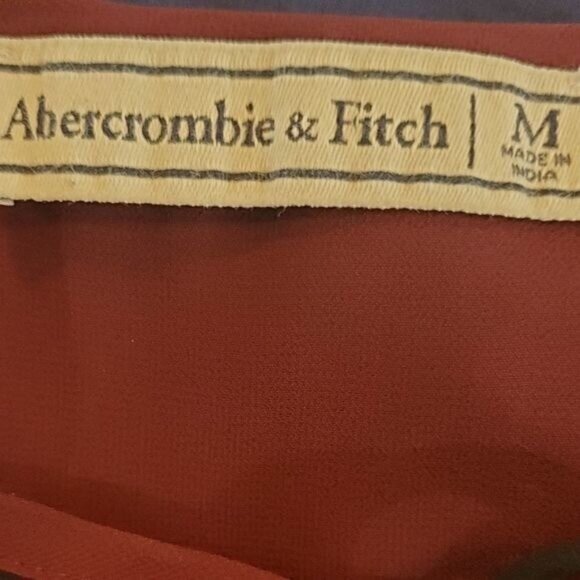 Abercrombie & Fitch | M
MADE IN
INDIA